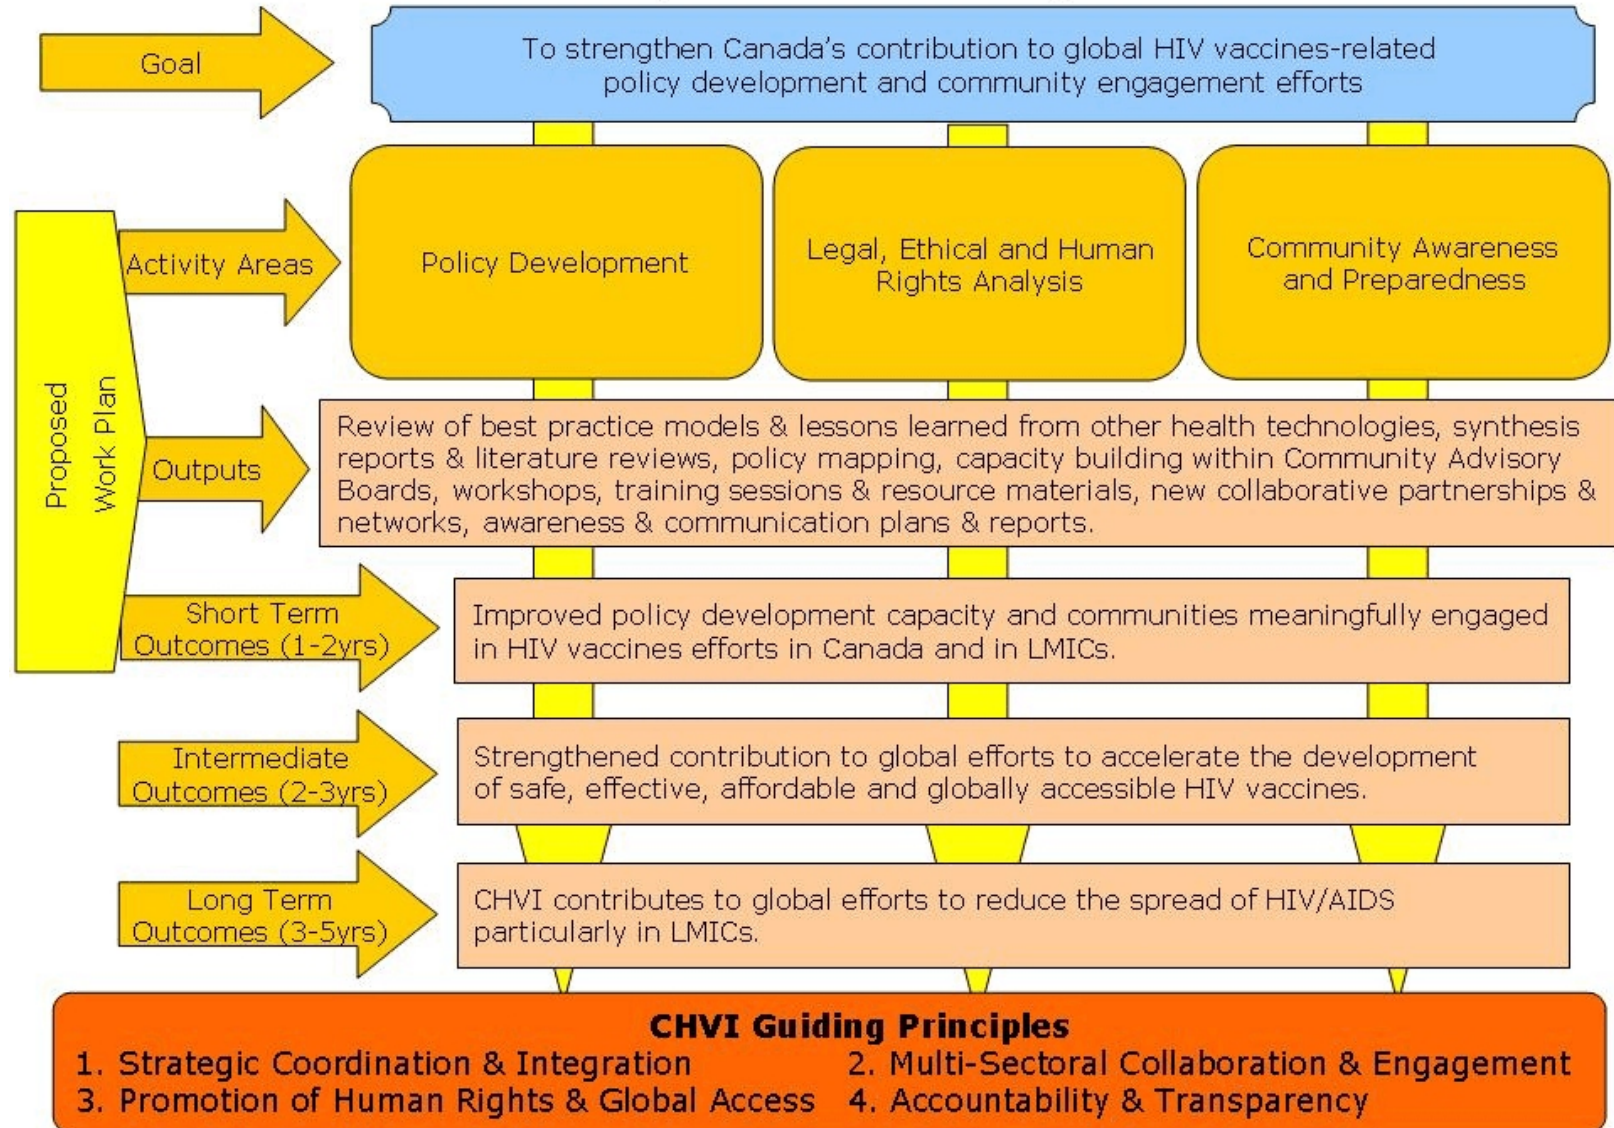 Goal
To strengthen Canada's contribution to global HIV vaccines-related
policy development and community engagement efforts
Proposed
Work Plan
Activity Areas
Policy Development
Legal, Ethical and Human
Rights Analysis
Community Awareness
and Preparedness
Outputs
Review of best practice models & lessons learned from other health technologies, synthesis
reports & literature reviews, policy mapping, capacity building within Community Advisory
Boards, workshops, training sessions & resource materials, new collaborative partnerships &
networks, awareness & communication plans & reports.
Short Term
Outcomes (1-2yrs)
Improved policy development capacity and communities meaningfully engaged
in HIV vaccines efforts in Canada and in LMICs.
Intermediate
Outcomes (2-3yrs)
Strengthened contribution to global efforts to accelerate the development
of safe, effective, affordable and globally accessible HIV vaccines.
Long Term
Outcomes (3-5yrs)
CHVI contributes to global efforts to reduce the spread of HIV/AIDS
particularly in LMICs.
CHVI Guiding Principles
1. Strategic Coordination & Integration
2. Multi-Sectoral Collaboration & Engagement
3. Promotion of Human Rights & Global Access
4. Accountability & Transparency